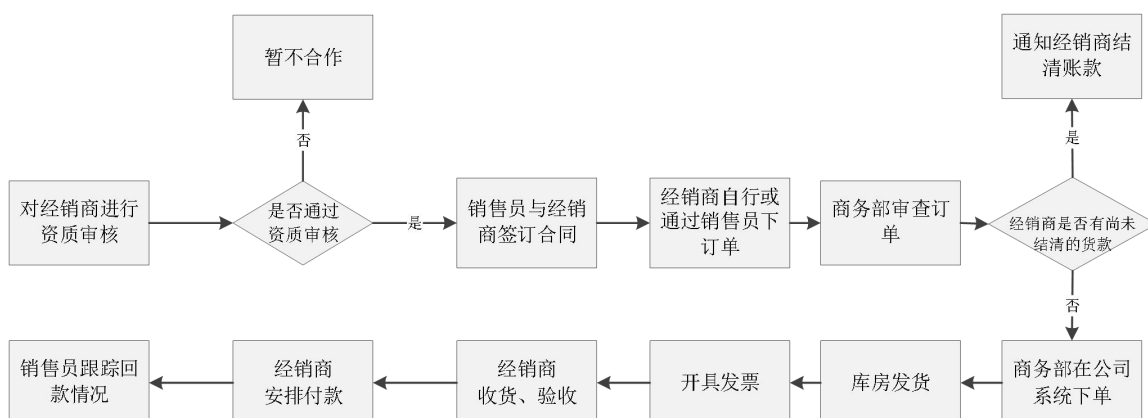 对经销商进行
资质审核
是否通过
资质审核
否
暂不合作
是
销售员与经销
商签订合同
经销商自行或
通过销售员下
订单
商务部审查订
单
经销商是否有尚未
结清的货款
是
通知经销商结
清账款
否
商务部在公司
系统下单
库房发货
开具发票
经销商
收货、验收
经销商
安排付款
销售员跟踪回
款情况